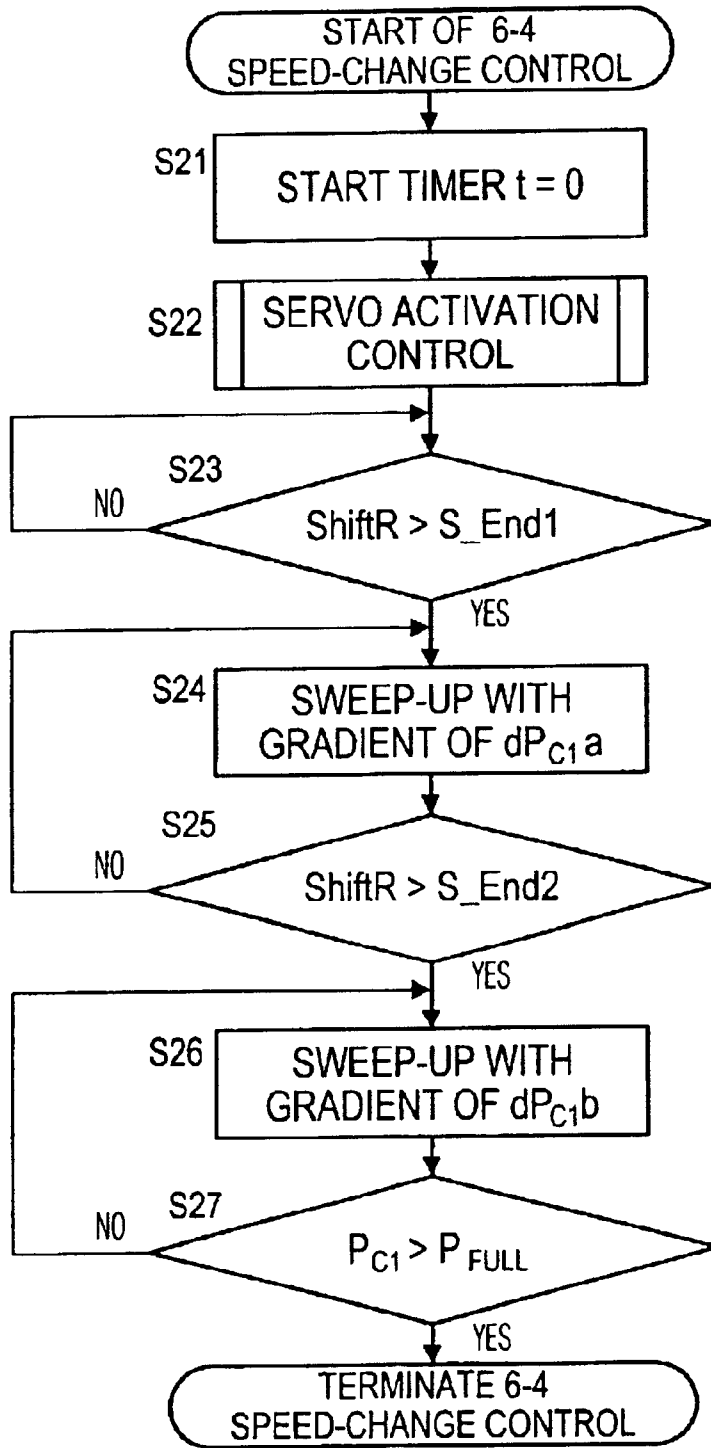 START OF 6-4
SPEED-CHANGE CONTROL
S21
START TIMER t = 0
S22
SERVO ACTIVATION
CONTROL
S23
NO
ShiftR > S_End1
YES
S24
SWEEP-UP WITH
GRADIENT OF dPC1a
S25
NO
ShiftR > S_End2
YES
S26
SWEEP-UP WITH
GRADIENT OF dPC1b
S27
NO
PC1 > PFULL
YES
TERMINATE 6-4
SPEED-CHANGE CONTROL